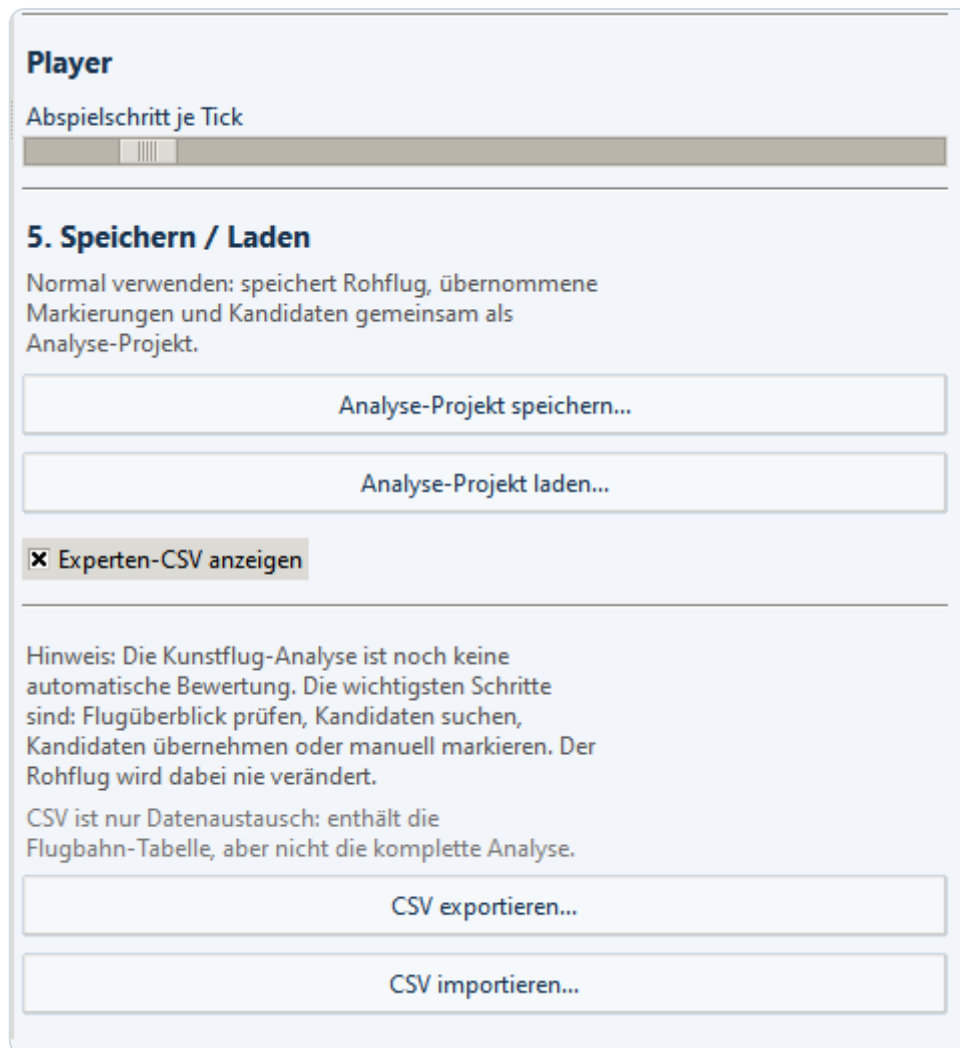 Player
Abspielschritt je Tick
5. Speichern / Laden
Normal verwenden: speichert Rohflug, übernommene
Markierungen und Kandidaten gemeinsam als
Analyse-Projekt.
Analyse-Projekt speichern...
Analyse-Projekt laden...
Experten-CSV anzeigen
Hinweis: Die Kunstflug-Analyse ist noch keine
automatische Bewertung. Die wichtigsten Schritte
sind: Flugüberblick prüfen, Kandidaten suchen,
Kandidaten übernehmen oder manuell markieren. Der
Rohflug wird dabei nie verändert.
CSV ist nur Datenaustausch: enthält die
Flugbahn-Tabelle, aber nicht die komplette Analyse.
CSV exportieren...
CSV importieren...